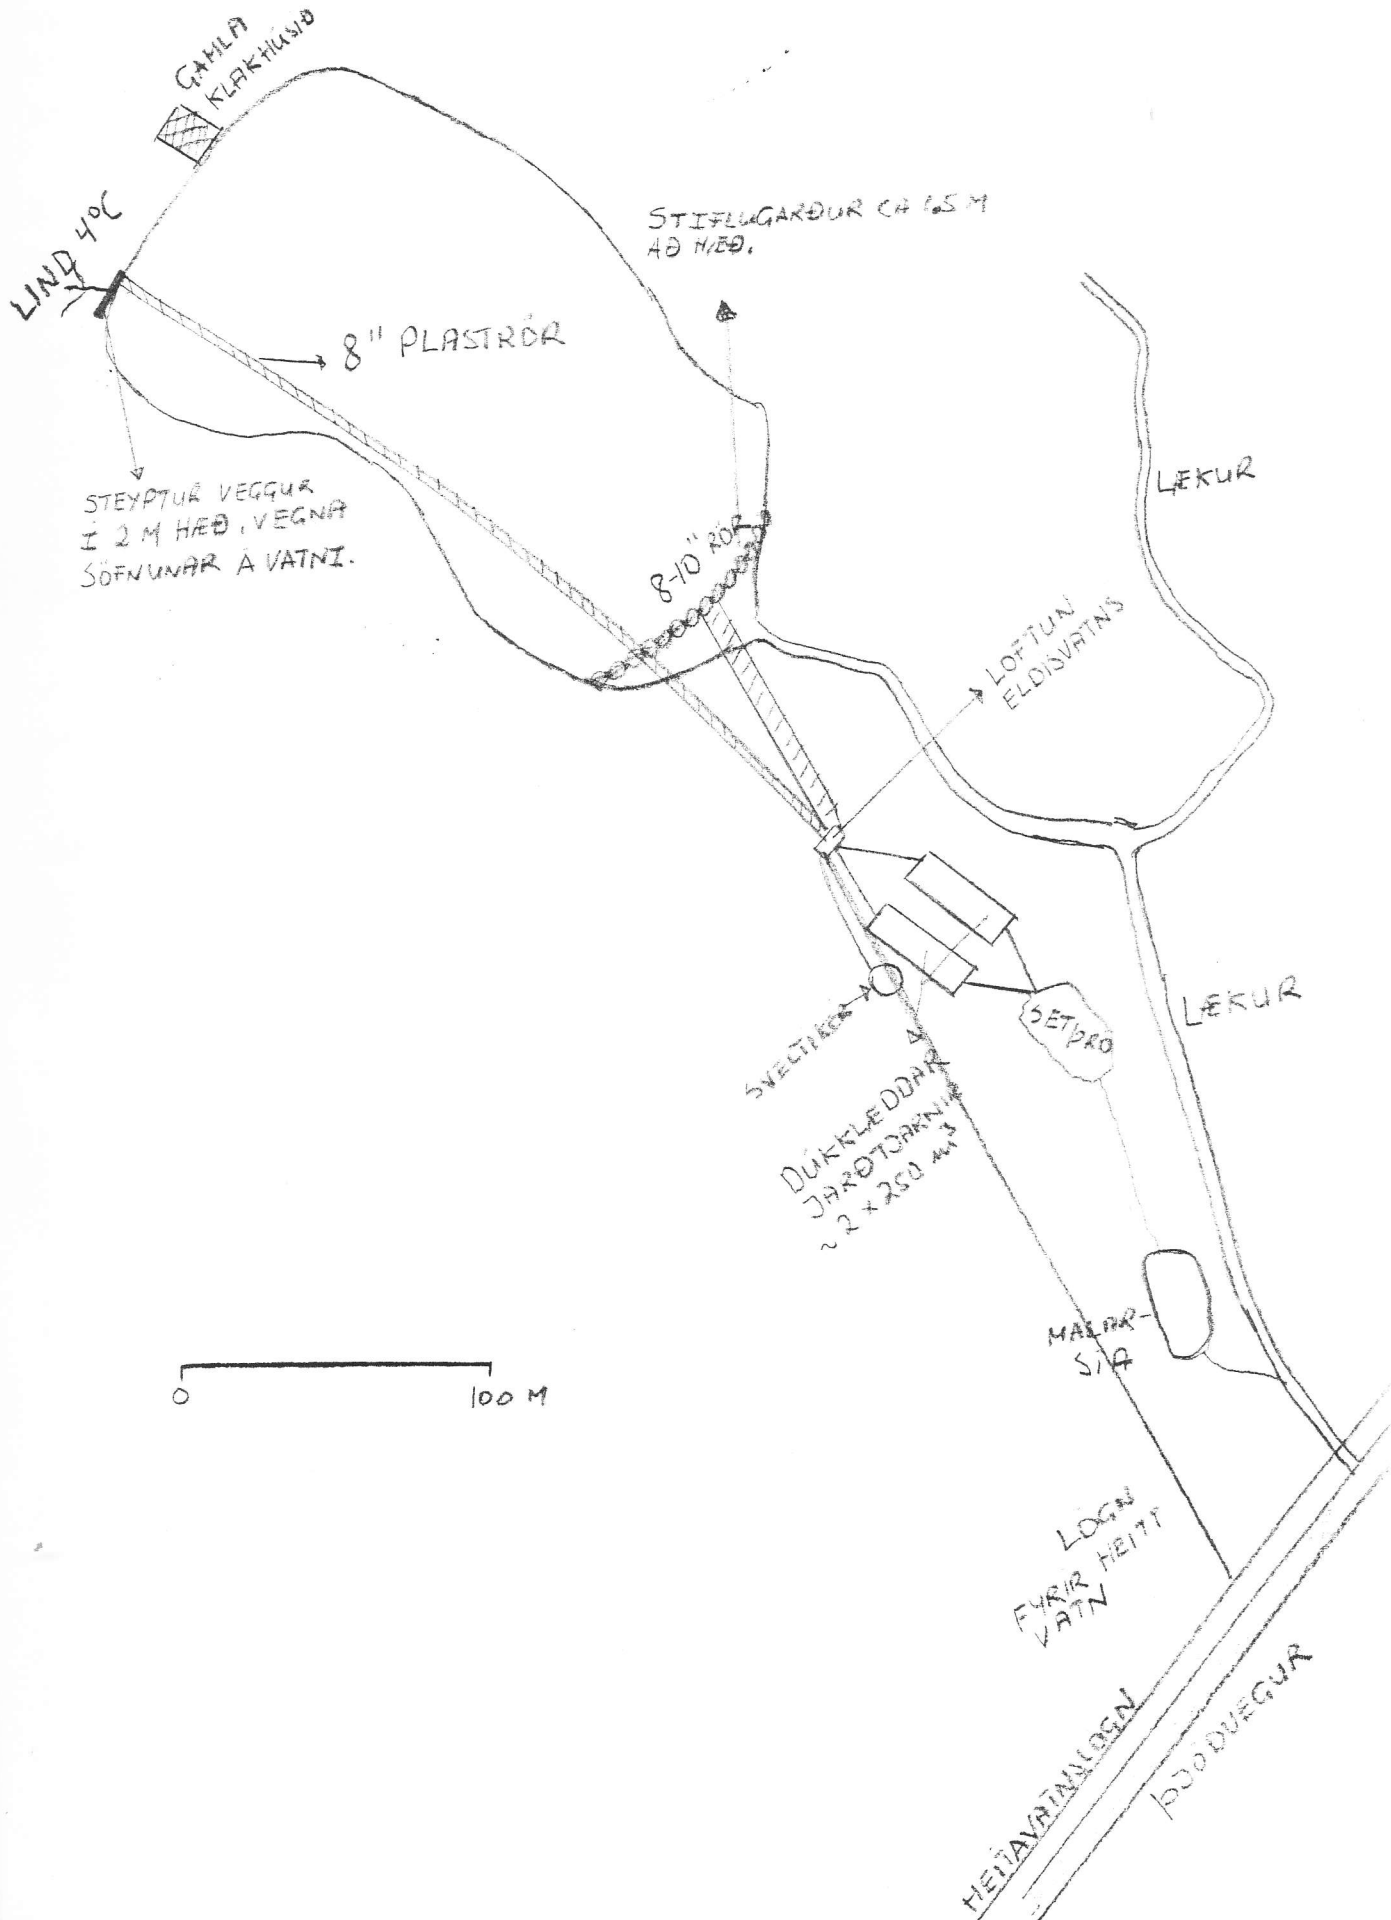 GAMLA
KLAKHÚSIÐ
LIND 4°C
STIFLUGARÐUR CA 1,5 M
AÐ HÆÐ.
8" PLASTRÖR
STEYPTUR VEGGUR
Í 2 M HÆÐ, VEGNA
SÖFNUNAR Á VATNI.
8-10" RÖR
LÆKUR
LOFTUN
ELDISVATNS
LÆKUR
SETÞRÓ
SVELTIKER
DÚKKLÆDDAR
JARÐTJARNIR
~ 2 x 250 m³
MALAR-
SÍA
0
100 M
LÖGN
FYRIR HEITT
VATN
HEITAVATNSLÖGN
ÞJÓÐVEGUR